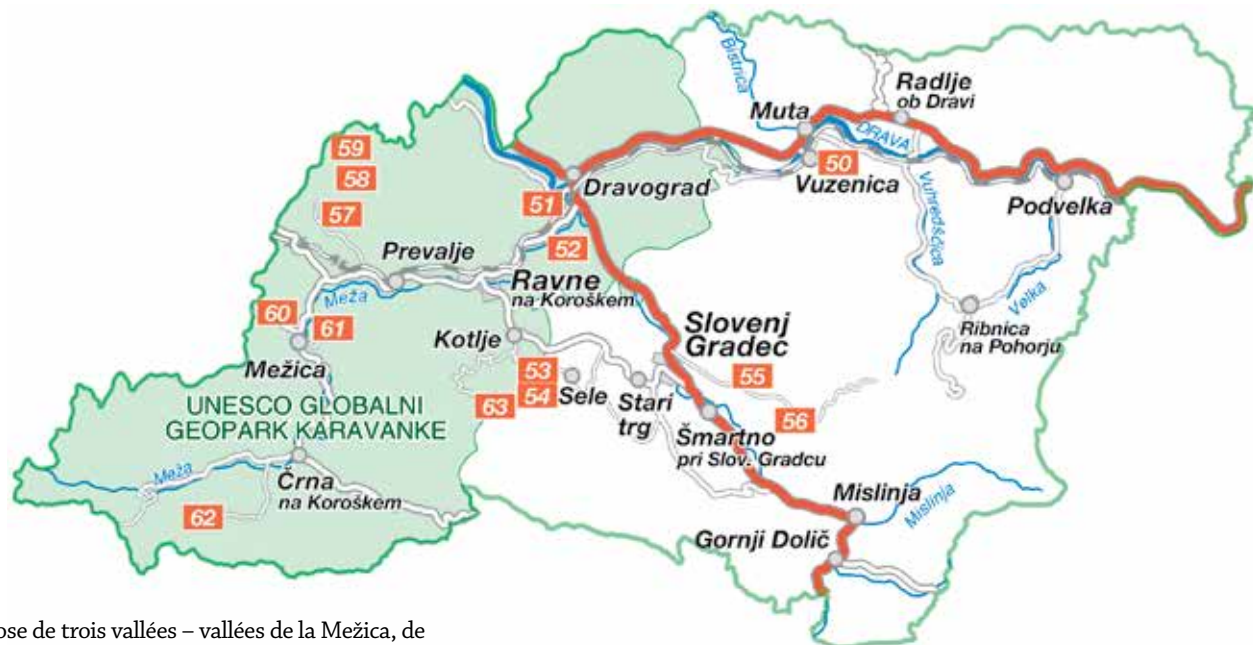 Bistrica
Radlje
ob Dravi
Muta
DRAVA
59
58
50
Vuzenica
51
Dravograd
57
Podvelka
Vuhredščica
52
Prevalje
Ravne
na Koroškem
Meža
Velka
60
61
Slovenj
Gradec
Kotlje
Ribnica
na Pohorju
Mežica
53
55
54
Sele
63
Stari
trg
56
UNESCO GLOBALNI
GEOPARK KARAVANKE
Šmartno
pri Slov. Gradcu
Meža
Črna
na Koroškem
Mislinja
Mislinja
62
Gornji Dolič
ose de trois vallées – vallées de la Mežica, de